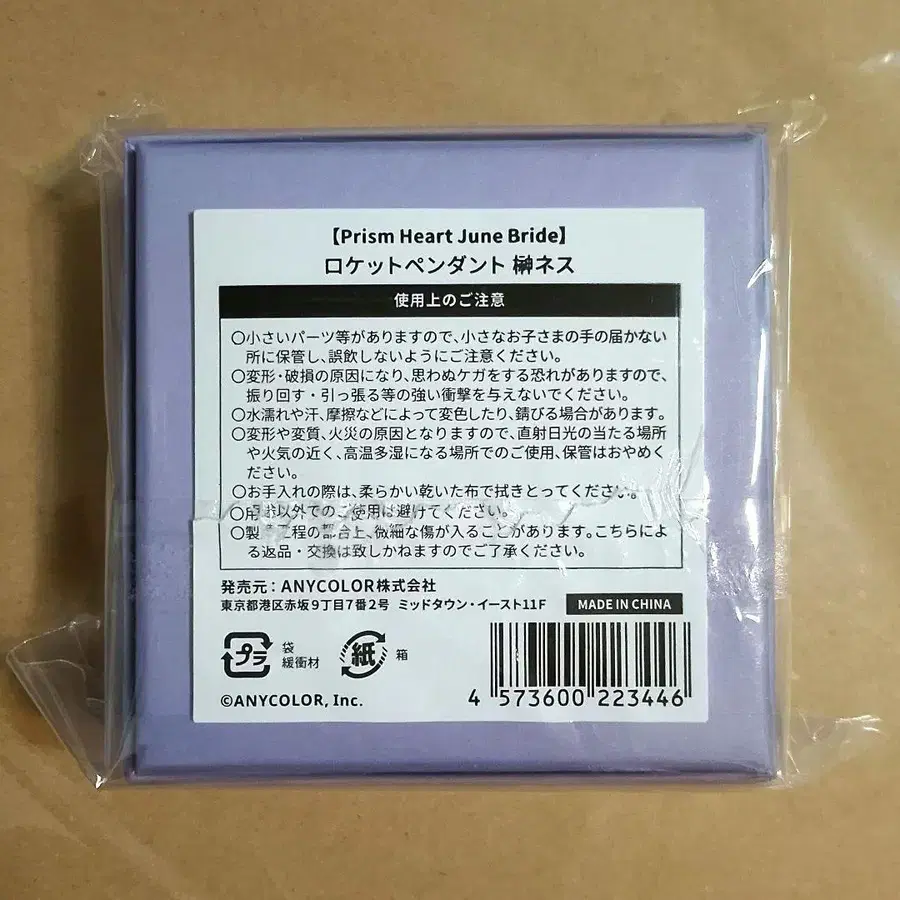 【Prism Heart June Bride】
ロケットペンダント 榊ネス
使用上のご注意
○小さいパーツ等がありますので、小さなお子さまの手の届かない
所に保管し、誤飲しないようにご注意ください。
○変形・破損の原因になり、思わぬケガをする恐れがありますので、
振り回す・引っ張る等の強い衝撃を与えないでください。
○水濡れや汗、摩擦などによって変色したり、錆びる場合があります。
○変形や変質、火災の原因となりますので、直射日光の当たる場所
や火気の近く、高温多湿になる場所でのご使用、保管はおやめく
ださい。
○お手入れの際は、柔らかい乾いた布で拭きとってください。
○用 以外でのご使用は避けてください。
○製 工程の都合上、微細な傷が入ることがあります。こちらによ
る返品・交換は致しかねますのでご了承ください。
発売元：ANYCOLOR株式会社
東京都港区赤坂9丁目7番2号 ミッドタウン・イースト11F
MADE IN CHINA
プラ
袋
緩衝材
紙
箱
©ANYCOLOR, Inc.
4 573600 223446